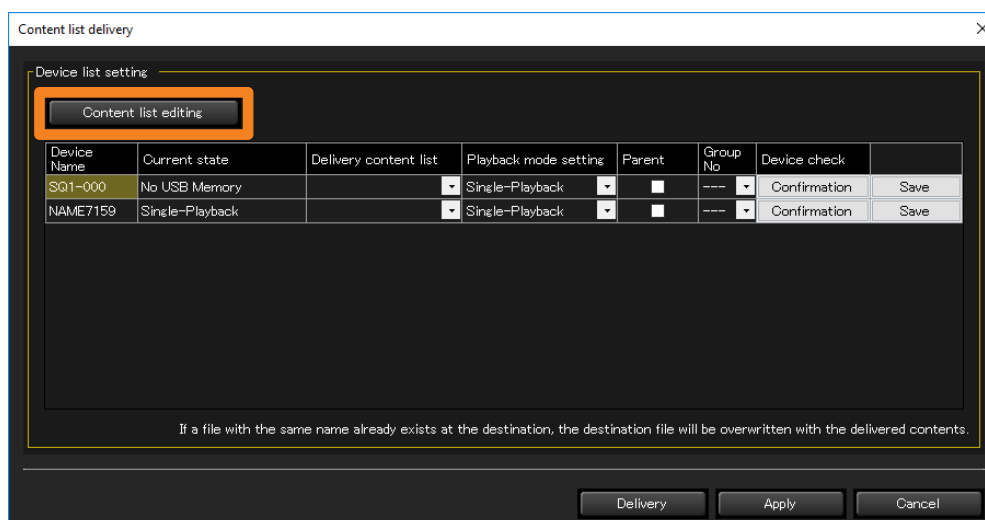 Content list delivery
Device list setting
Content list editing
Device Name Current state Delivery content list Playback mode setting Parent Group No Device check
SQ1-000 No USB Memory Single-Playback --- Confirmation Save
NAME7159 Single-Playback Single-Playback --- Confirmation Save
If a file with the same name already exists at the destination, the destination file will be overwritten with the delivered contents.
Delivery Apply Cancel